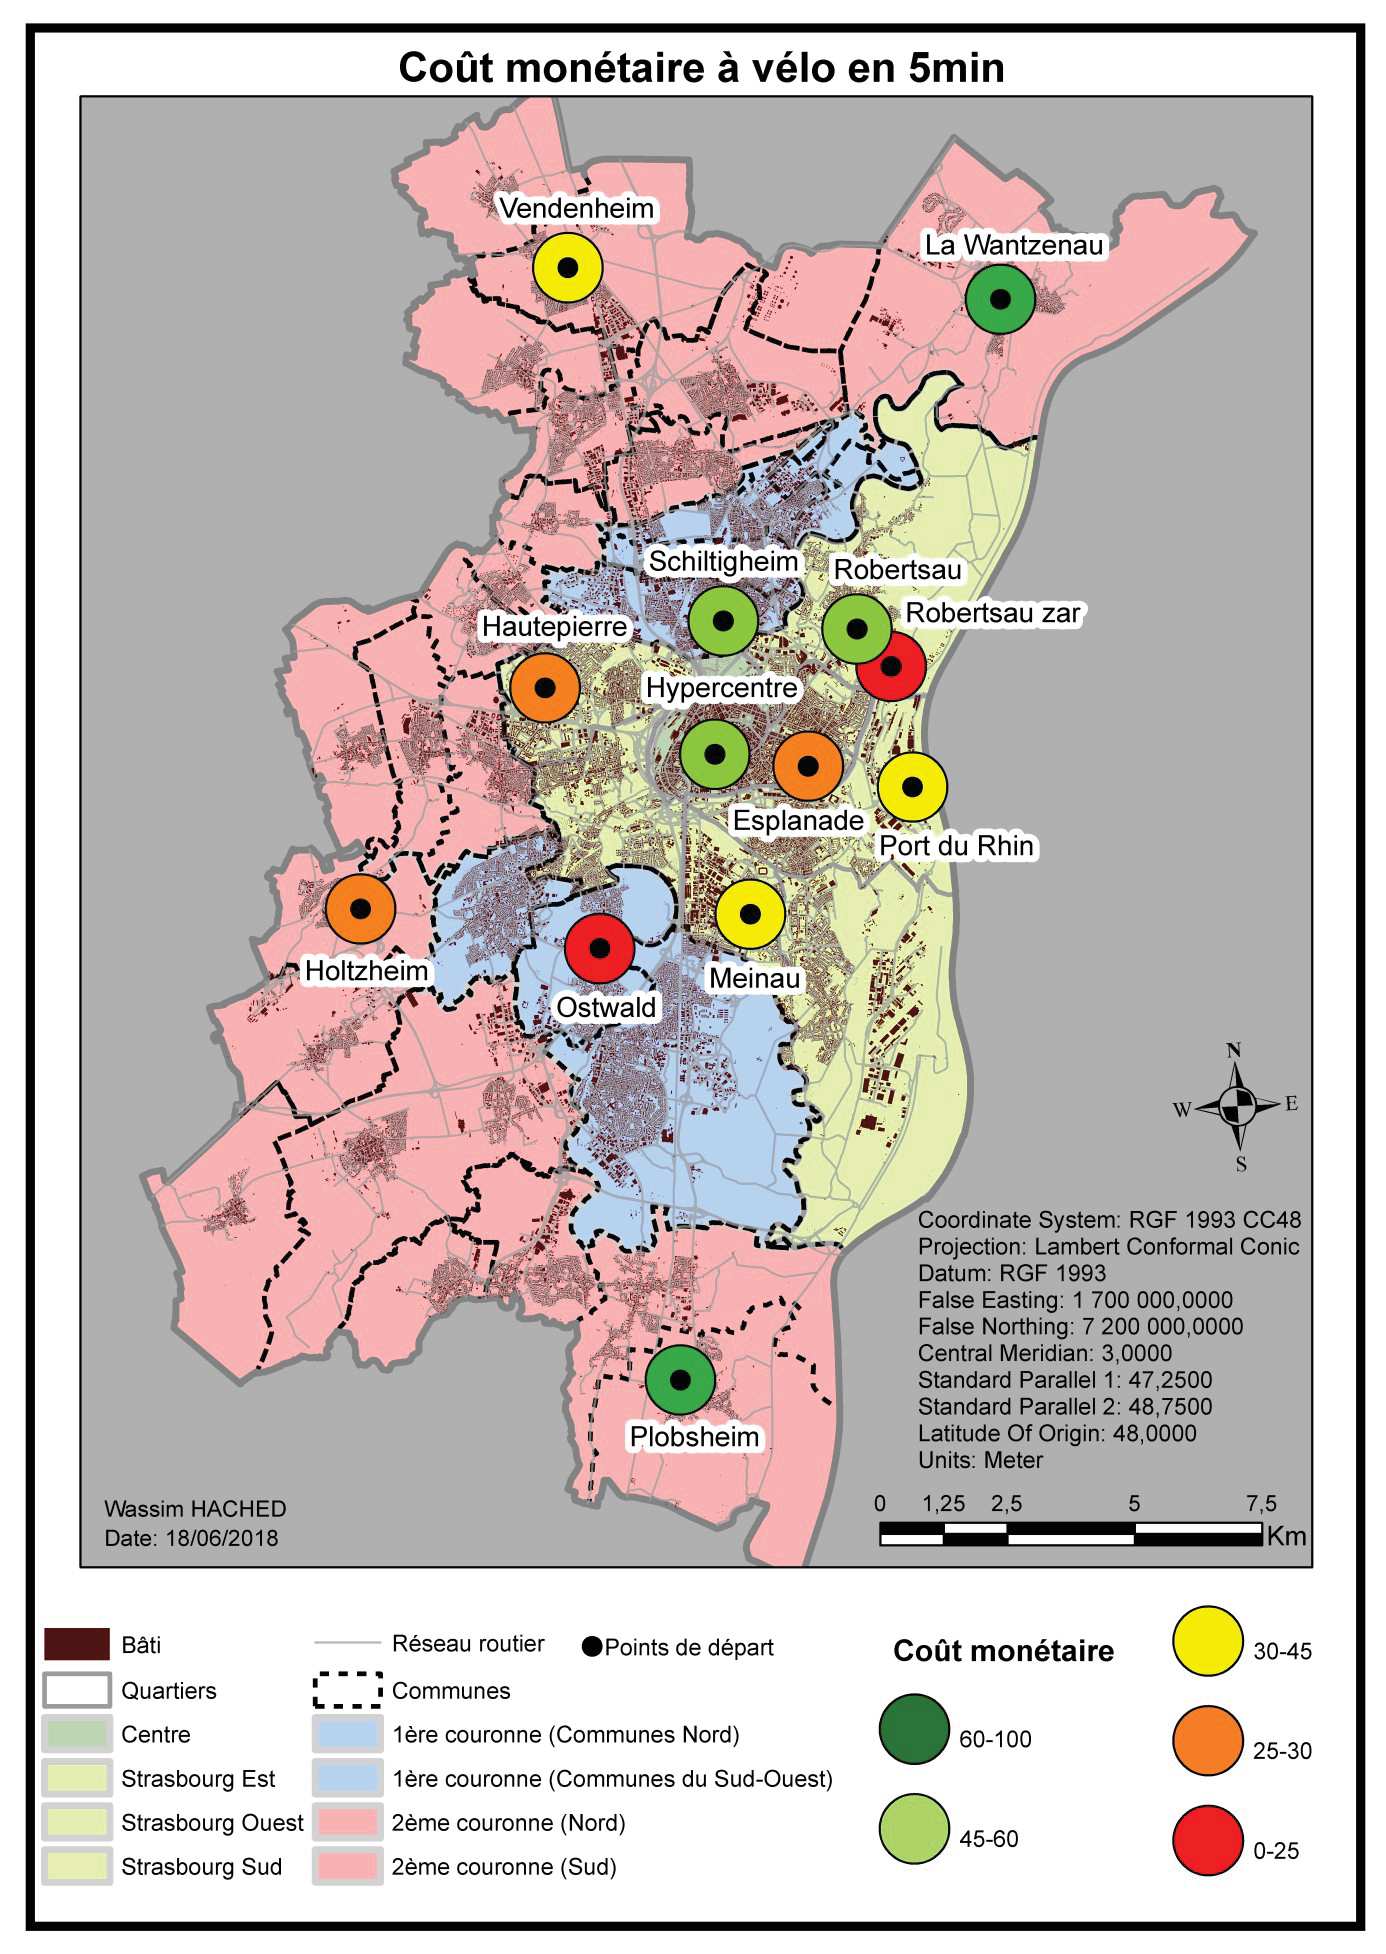 Coût monétaire à vélo en 5min
Vendenheim
La Wantzenau
Schiltigheim
Robertsau
Robertsau zar
Hautepierre
Hypercentre
Esplanade
Port du Rhin
Holtzheim
Meinau
Ostwald
Plobsheim
N
W E
S
Coordinate System: RGF 1993 CC48
Projection: Lambert Conformal Conic
Datum: RGF 1993
False Easting: 1 700 000,0000
False Northing: 7 200 000,0000
Central Meridian: 3,0000
Standard Parallel 1: 47,2500
Standard Parallel 2: 48,7500
Latitude Of Origin: 48,0000
Units: Meter
0 1,25 2,5 5 7,5
Km
Wassim HACHED
Date: 18/06/2018
Bâti
Quartiers
Centre
Strasbourg Est
Strasbourg Ouest
Strasbourg Sud
Réseau routier
Communes
1ère couronne (Communes Nord)
1ère couronne (Communes du Sud-Ouest)
2ème couronne (Nord)
2ème couronne (Sud)
Points de départ
Coût monétaire
60-100
45-60
30-45
25-30
0-25